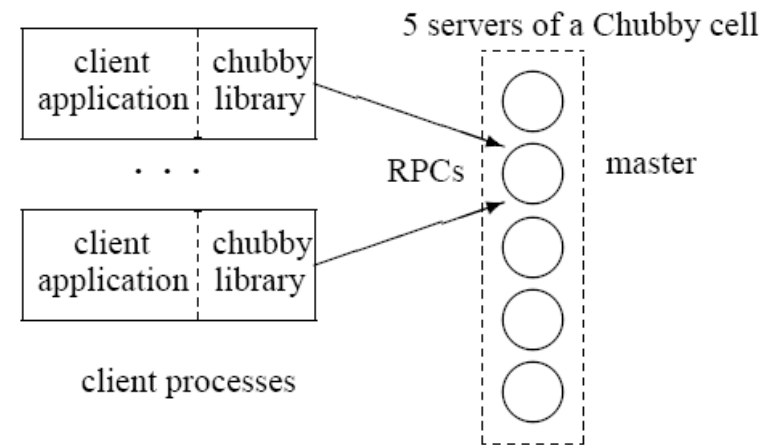 5 servers of a Chubby cell
client
application
chubby
library
. . .
RPCs
master
client
application
chubby
library
client processes